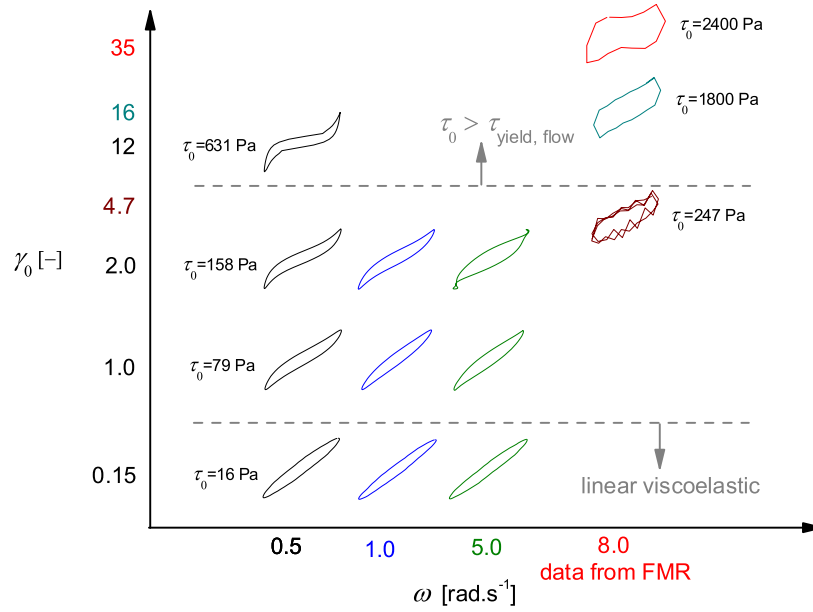 35
τ₀=2400 Pa
16
τ₀=1800 Pa
12
τ₀=631 Pa
τ₀ > τ yield, flow
4.7
τ₀=247 Pa
γ₀ [–]
2.0
τ₀=158 Pa
1.0
τ₀=79 Pa
0.15
τ₀=16 Pa
linear viscoelastic
0.5
1.0
5.0
8.0
data from FMR
ω [rad.s⁻¹]